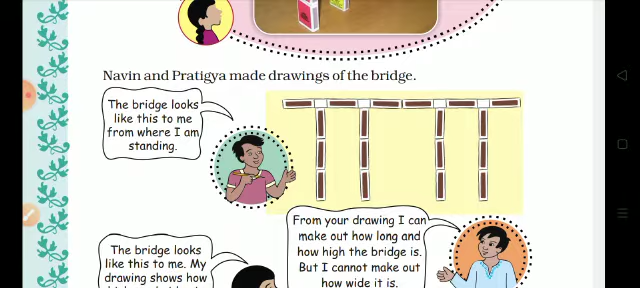 Navin and Pratigya made drawings of the bridge.
The bridge looks
like this to me
from where I am
standing.
From your drawing I can
make out how long and
how high the bridge is.
But I cannot make out
how wide it is.
The bridge looks
like this to me. My
drawing shows how